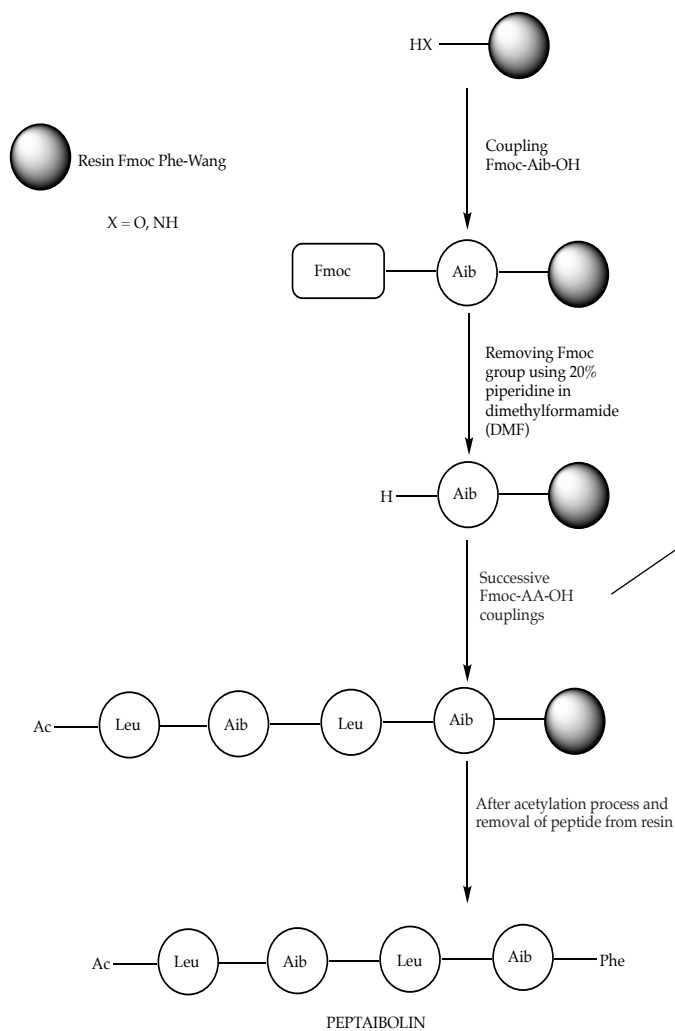 HX
Resin Fmoc Phe-Wang
X = O, NH
Coupling
Fmoc-Aib-OH
Fmoc
Aib
Removing Fmoc
group using 20%
piperidine in
dimethylformamide
(DMF)
H
Aib
Successive
Fmoc-AA-OH
couplings
Ac
Leu
Aib
Leu
Aib
After acetylation process and
removal of peptide from resin
Ac
Leu
Aib
Leu
Aib
Phe
PEPTAIBOLIN